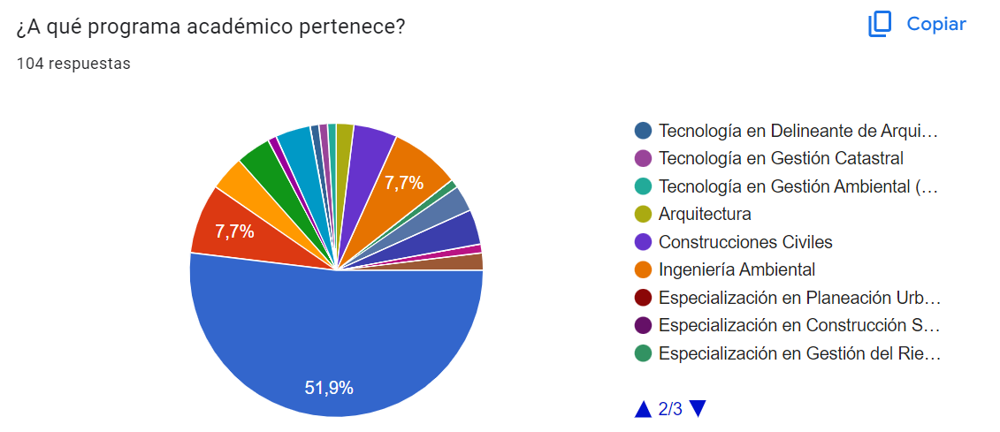 ¿A qué programa académico pertenece?
Copiar
104 respuestas
7,7%
7,7%
51,9%
Tecnología en Delineante de Arqui...
Tecnología en Gestión Catastral
Tecnología en Gestión Ambiental (...
Arquitectura
Construcciones Civiles
Ingeniería Ambiental
Especialización en Planeación Urb...
Especialización en Construcción S...
Especialización en Gestión del Rie...
2/3